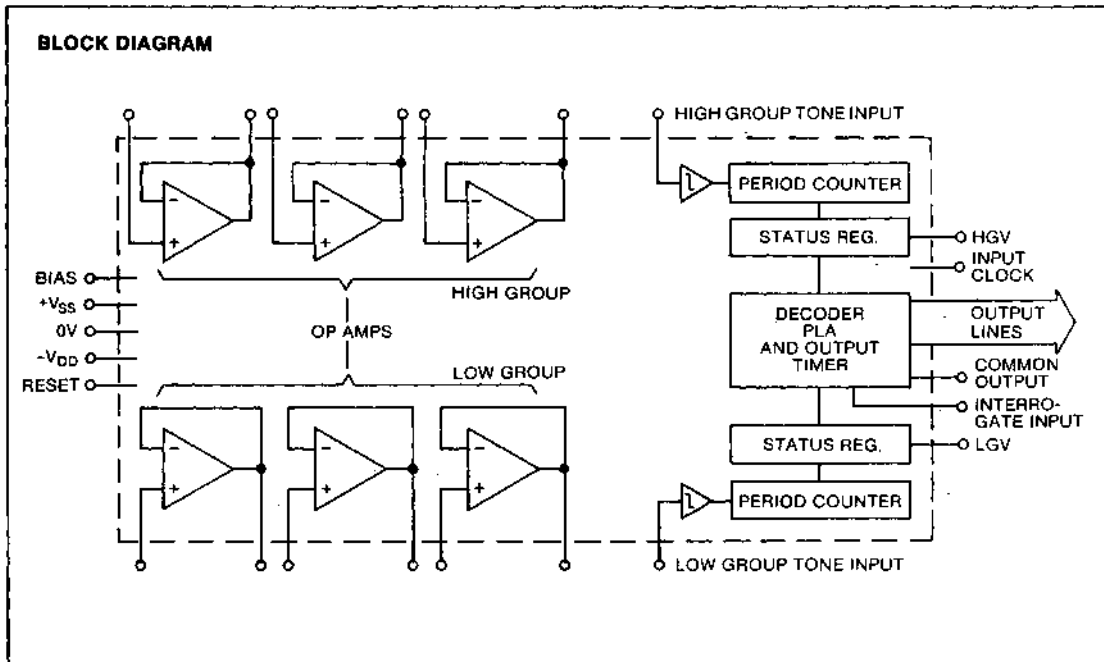 BLOCK DIAGRAM
HIGH GROUP TONE INPUT
PERIOD COUNTER
STATUS REG.
HGV
INPUT
CLOCK
BIAS
+VSS
0V
-VDD
RESET
HIGH GROUP
OP AMPS
LOW GROUP
DECODER
PLA
AND OUTPUT
TIMER
OUTPUT
LINES
COMMON
OUTPUT
INTERRO-
GATE INPUT
STATUS REG.
LGV
PERIOD COUNTER
LOW GROUP TONE INPUT
-
+
-
+
-
+
-
+
-
+
-
+